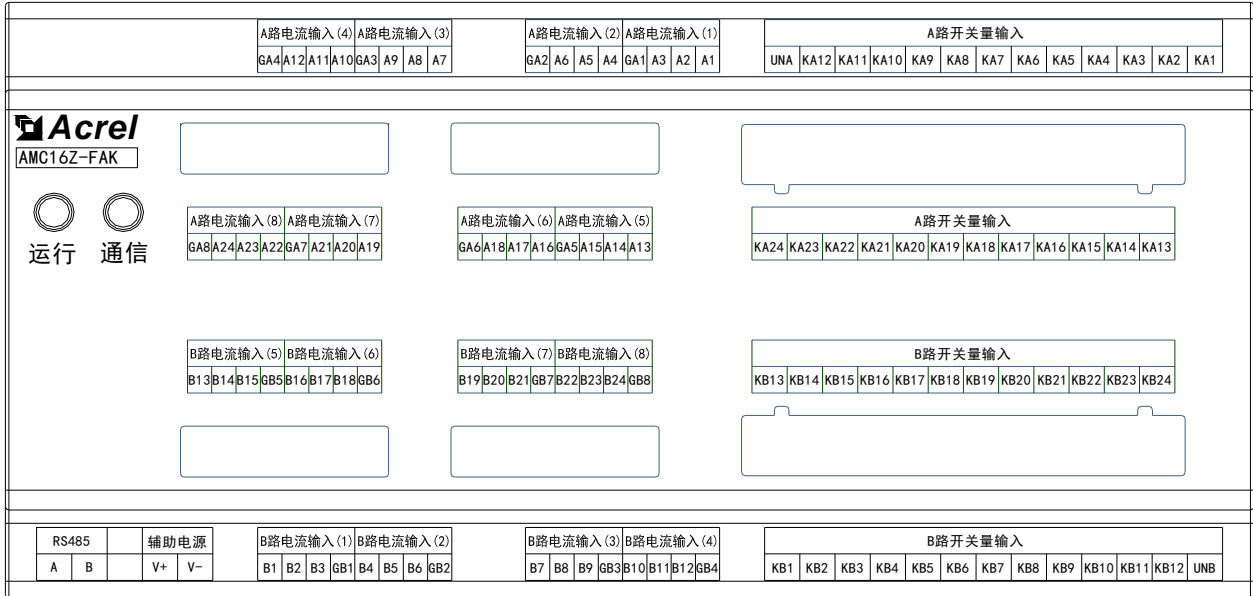 A路电流输入(4) A路电流输入(3) A路电流输入(2) A路电流输入(1) A路开关量输入
GA4 A12 A11 A10 GA3 A9 A8 A7 GA2 A6 A5 A4 GA1 A3 A2 A1 UNA KA12 KA11 KA10 KA9 KA8 KA7 KA6 KA5 KA4 KA3 KA2 KA1
Acrel
AMC16Z-FAK
运行 通信
A路电流输入(8) A路电流输入(7) A路电流输入(6) A路电流输入(5) A路开关量输入
GA8 A24 A23 A22 GA7 A21 A20 A19 GA6 A18 A17 A16 GA5 A15 A14 A13 KA24 KA23 KA22 KA21 KA20 KA19 KA18 KA17 KA16 KA15 KA14 KA13
B路电流输入(5) B路电流输入(6) B路电流输入(7) B路电流输入(8) B路开关量输入
B13 B14 B15 GB5 B16 B17 B18 GB6 B19 B20 B21 GB7 B22 B23 B24 GB8 KB13 KB14 KB15 KB16 KB17 KB18 KB19 KB20 KB21 KB22 KB23 KB24
RS485 辅助电源 B路电流输入(1) B路电流输入(2) B路电流输入(3) B路电流输入(4) B路开关量输入
A B V+ V- B1 B2 B3 GB1 B4 B5 B6 GB2 B7 B8 B9 GB3 B10 B11 B12 GB4 KB1 KB2 KB3 KB4 KB5 KB6 KB7 KB8 KB9 KB10 KB11 KB12 UNB